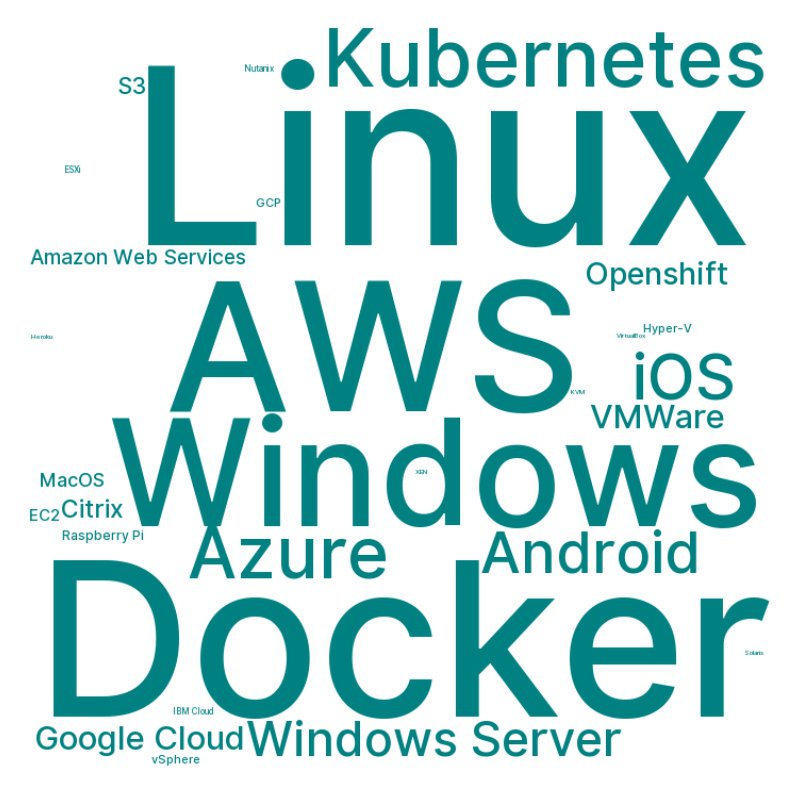 Kubernetes
Nutanix
S3
Linux
ESXi
GCP
Amazon Web Services
Openshift
AWS
Hyper-V
VirtualBox
Heroku
iOS
KVM
VMWare
Windows
XEN
MacOS
Citrix
EC2
Raspberry Pi
Azure
Android
Docker
Solaris
IBM Cloud
Google Cloud
Windows Server
vSphere